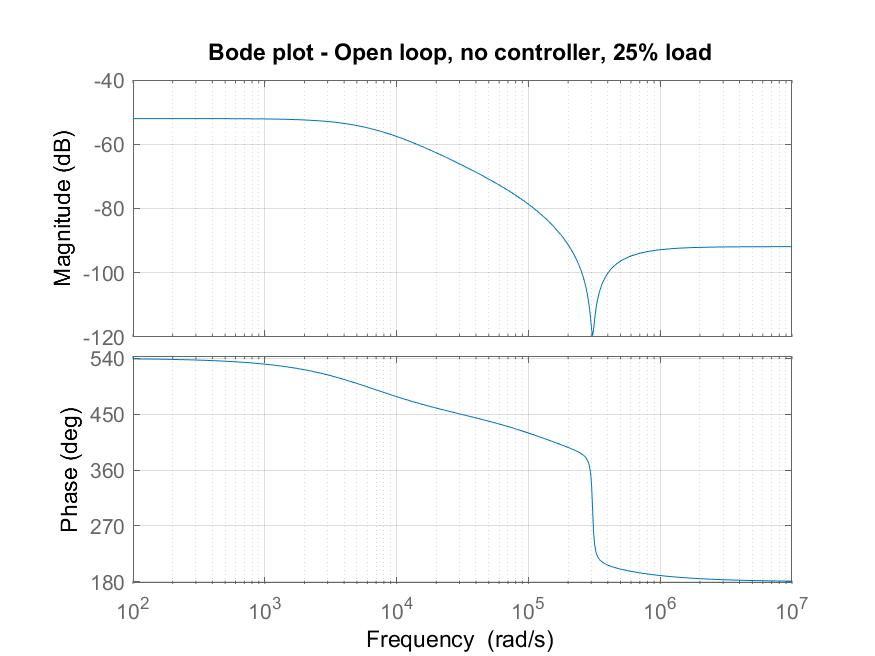 Bode plot - Open loop, no controller, 25% load
-40
-60
-80
-100
-120
Magnitude (dB)
540
450
360
270
180
Phase (deg)
10^2 10^3 10^4 10^5 10^6 10^7
Frequency (rad/s)